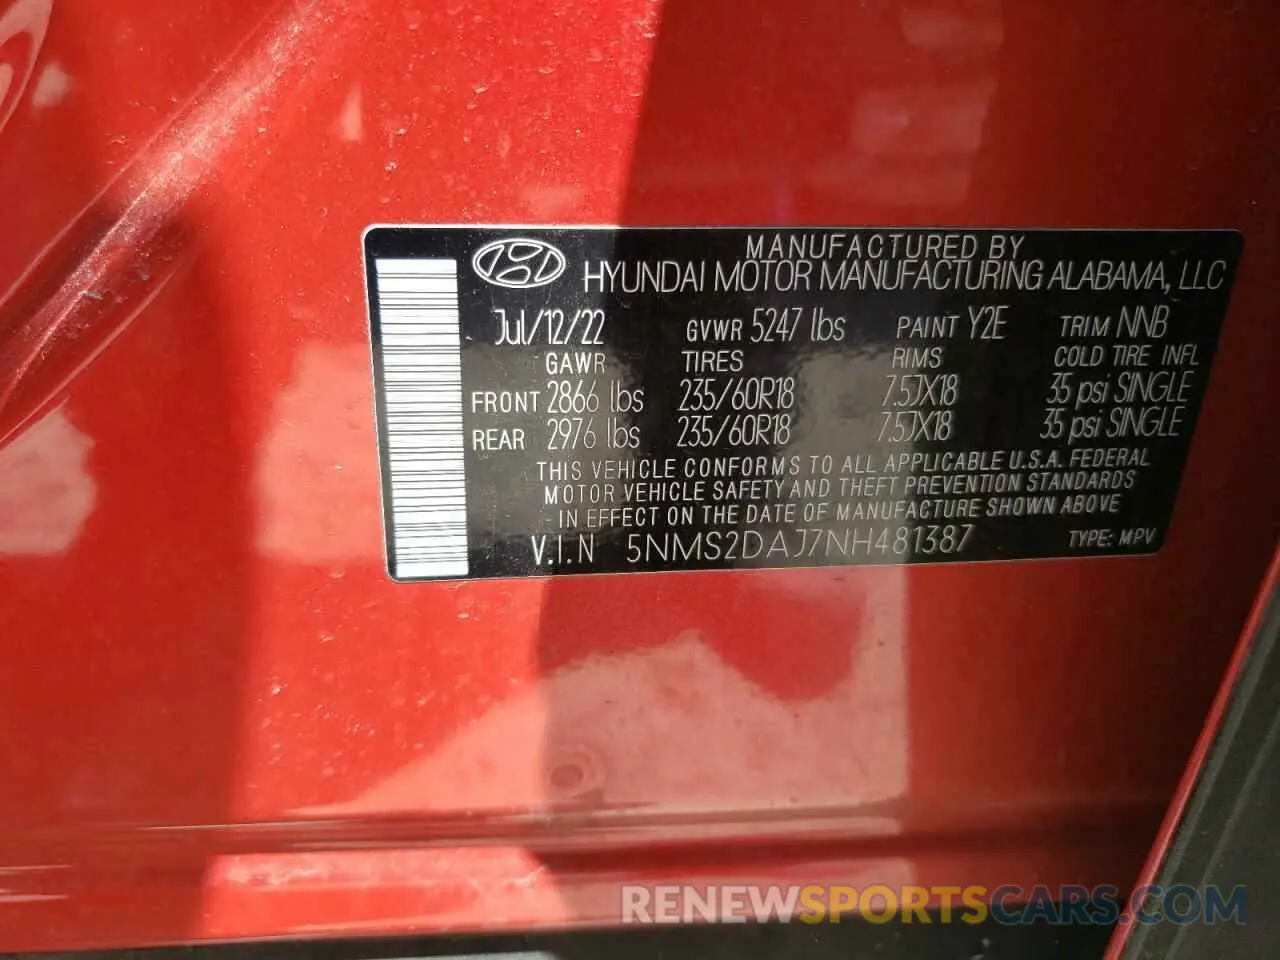 MANUFACTURED BY
HYUNDAI MOTOR MANUFACTURING ALABAMA, LLC
Jul/12/22 GVWR 5247 lbs PAINT Y2E TRIM NNB
GAWR TIRES RIMS COLD TIRE INFL
FRONT 2866 lbs 235/60R18 7.5JX18 35 psi SINGLE
REAR 2976 lbs 235/60R18 7.5JX18 35 psi SINGLE
THIS VEHICLE CONFORMS TO ALL APPLICABLE U.S.A. FEDERAL
MOTOR VEHICLE SAFETY AND THEFT PREVENTION STANDARDS
IN EFFECT ON THE DATE OF MANUFACTURE SHOWN ABOVE
V.I.N 5NMS2DAJ7NH481387 TYPE: MPV
RENEWSPORTSCARS.COM